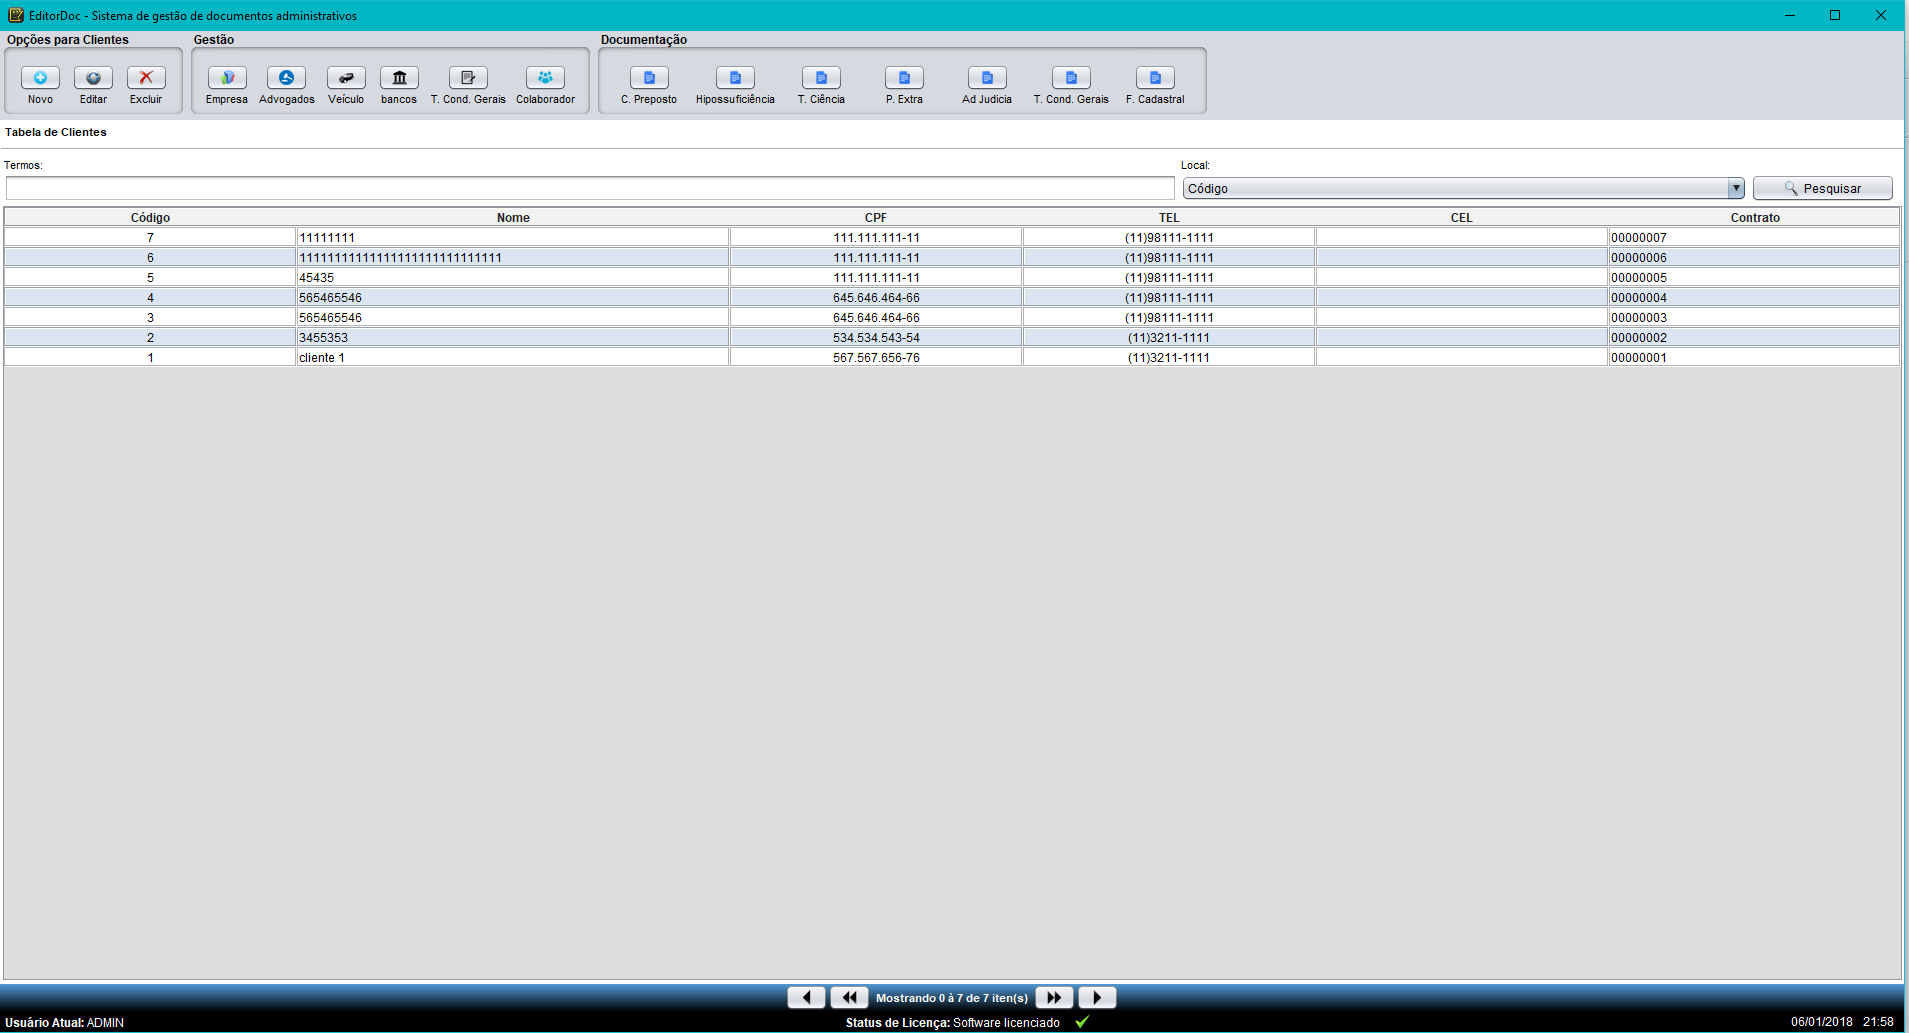 EditorDoc - Sistema de gestão de documentos administrativos
Opções para Clientes Gestão Documentação
Novo Editar Excluir Empresa Advogados Veículo bancos T. Cond. Gerais Colaborador C. Preposto Hipossuficiência T. Ciência P. Extra Ad Judicia T. Cond. Gerais F. Cadastral
Tabela de Clientes
Termos: Local:
Código Pesquisar
Código Nome CPF TEL CEL Contrato
7 11111111 111.111.111-11 (11)98111-1111 00000007
6 11111111111111111111111111111 111.111.111-11 (11)98111-1111 00000006
5 45435 111.111.111-11 (11)98111-1111 00000005
4 565465546 645.646.464-66 (11)98111-1111 00000004
3 565465546 645.646.464-66 (11)98111-1111 00000003
2 3455353 534.534.543-54 (11)3211-1111 00000002
1 cliente 1 567.567.656-76 (11)3211-1111 00000001
Mostrando 0 à 7 de 7 iten(s)
Usuário Atual: ADMIN Status de Licença: Software licenciado 06/01/2018 21:58